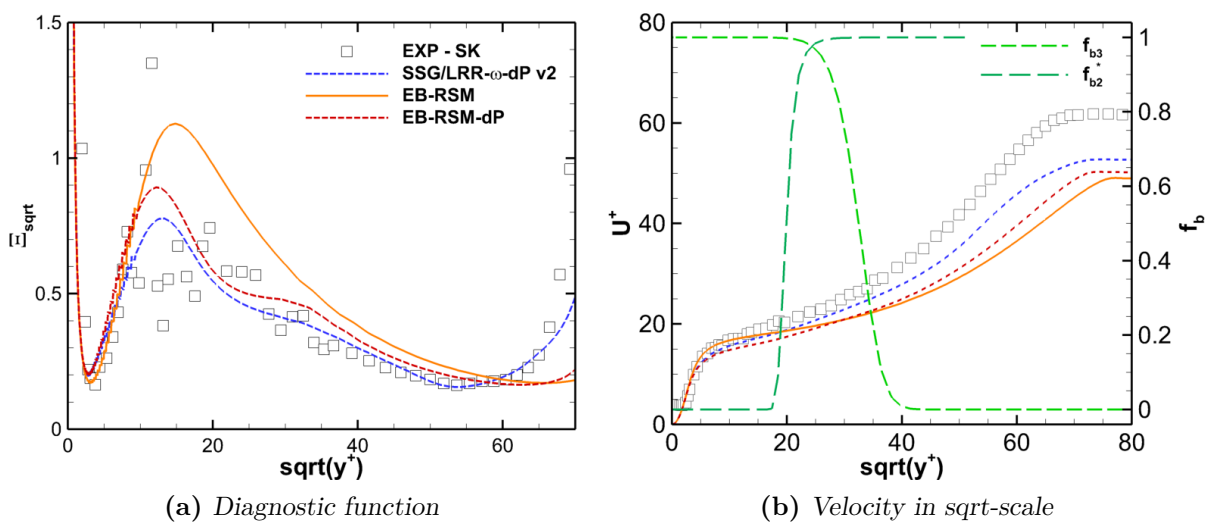 1.5
1
0.5
0
0
20
40
60
Ξsqrt
sqrt(y+)
EXP - SK
SSG/LRR-ω-dP v2
EB-RSM
EB-RSM-dP
(a) Diagnostic function
80
60
40
20
0
0
20
40
60
80
1
0.8
0.6
0.4
0.2
0
U+
fb
sqrt(y+)
fb3
fb2*
(b) Velocity in sqrt-scale